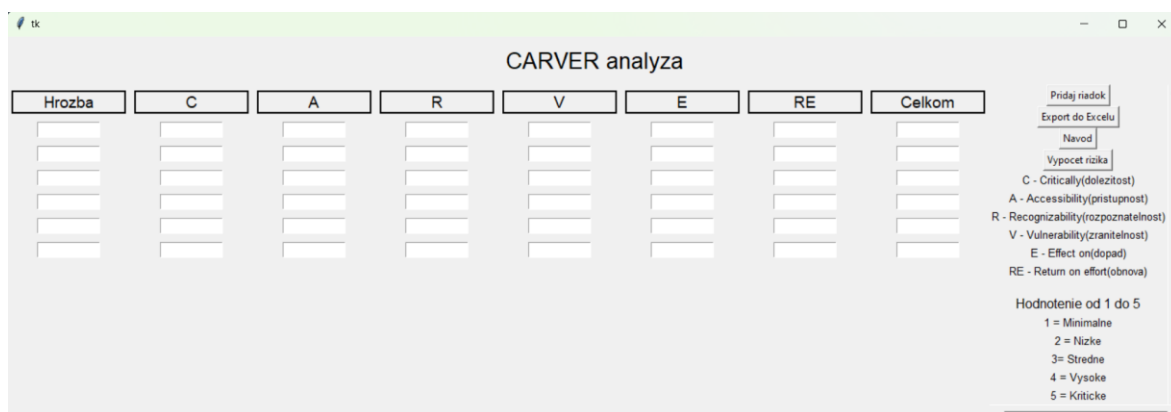 tk
CARVER analyza
Hrozba C A R V E RE Celkom
Pridaj riadok
Export do Excelu
Navod
Vypocet rizika
C - Critically(dolezitost)
A - Accessibility(pristupnost)
R - Recognizability(rozpoznatelnost)
V - Vulnerability(zranitelnost)
E - Effect on(dopad)
RE - Return on effort(obnova)
Hodnotenie od 1 do 5
1 = Minimalne
2 = Nizke
3= Stredne
4 = Vysoke
5 = Kriticke